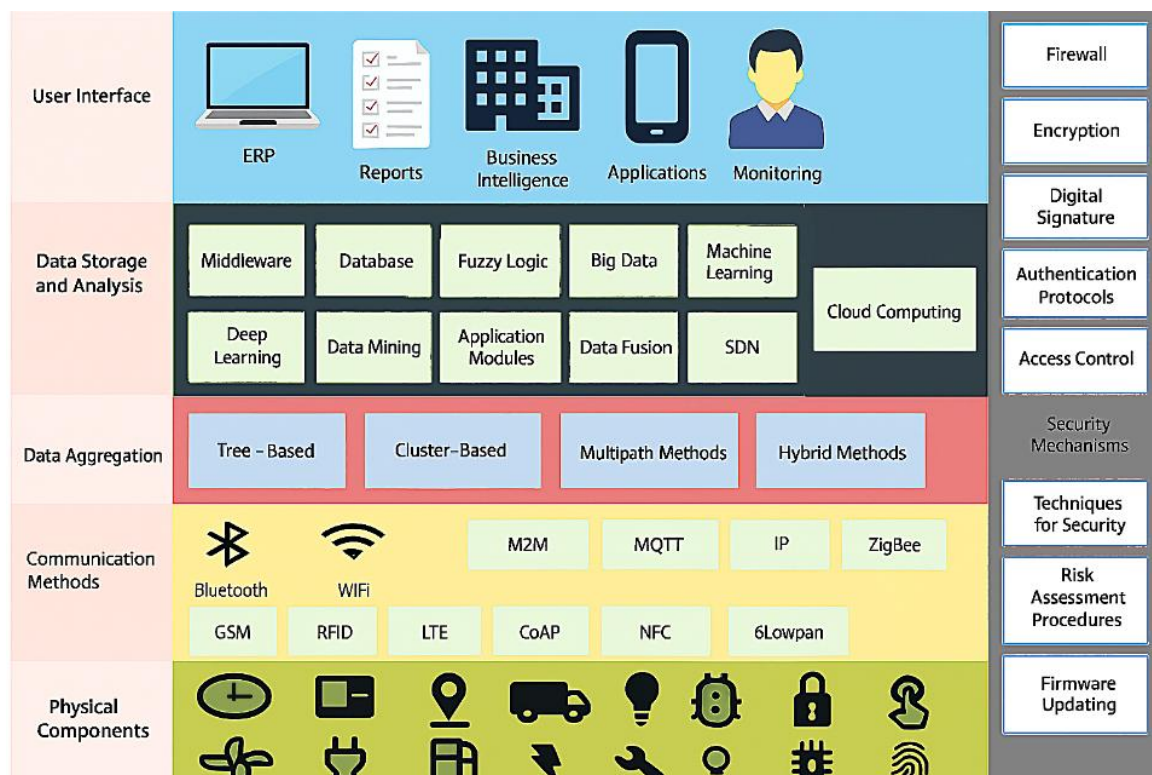 User Interface
ERP
Reports
Business
Intelligence
Applications
Monitoring
Data Storage
and Analysis
Middleware
Database
Fuzzy Logic
Big Data
Machine
Learning
Deep
Learning
Data Mining
Application
Modules
Data Fusion
SDN
Cloud Computing
Data Aggregation
Tree - Based
Cluster-Based
Multipath Methods
Hybrid Methods
Communication
Methods
Bluetooth
WIFi
M2M
MQTT
IP
ZigBee
GSM
RFID
LTE
CoAP
NFC
6Lowpan
Physical
Components
Firewall
Encryption
Digital
Signature
Authentication
Protocols
Access Control
Security
Mechanisms
Techniques
for Security
Risk
Assessment
Procedures
Firmware
Updating